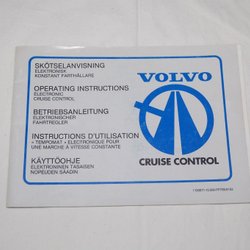 SKÖTSELANVISNING
ELEKTRONISK
KONSTANT FARTHÅLLARE
OPERATING INSTRUCTIONS
ELECTRONIC
CRUISE CONTROL
BETRIEBSANLEITUNG
ELEKTRONISCHER
FAHRTREGLER
INSTRUCTIONS D'UTILISATION
« TEMPOMAT » ELECTRONIQUE POUR
UNE MARCHE À VITESSE CONSTANTE
KÄYTTÖOHJE
ELEKTRONINEN TASAISEN
NOPEUDEN SÄÄDIN
VOLVO
CRUISE CONTROL